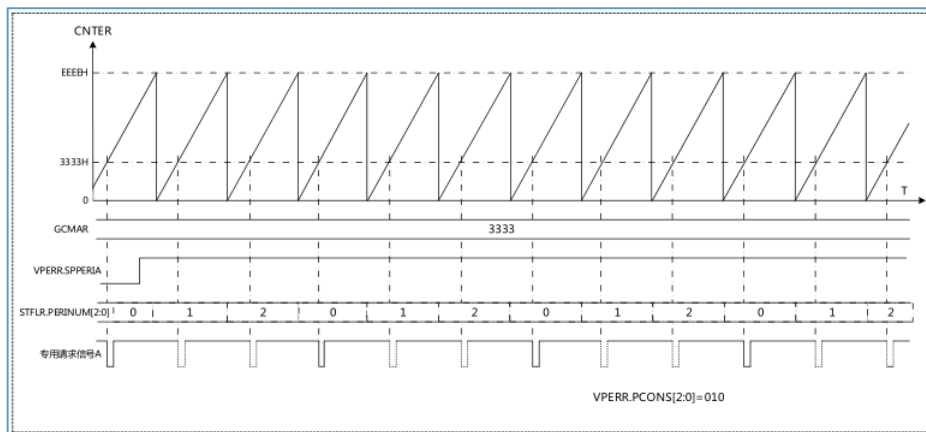 CNTER
EEEEH
3333H
0
T
GCMAR
3333
VPERR.SPPERIA
STFLR.PERINUM[2:0] 0 1 2 0 1 2 0 1 2 0 1 2
专用请求信号A
VPERR.PCONS[2:0]=010